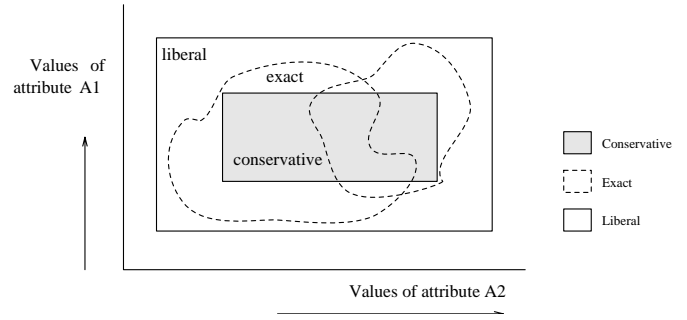 liberal
Values of
attribute A1
exact
conservative
Conservative
Exact
Liberal
Values of attribute A2